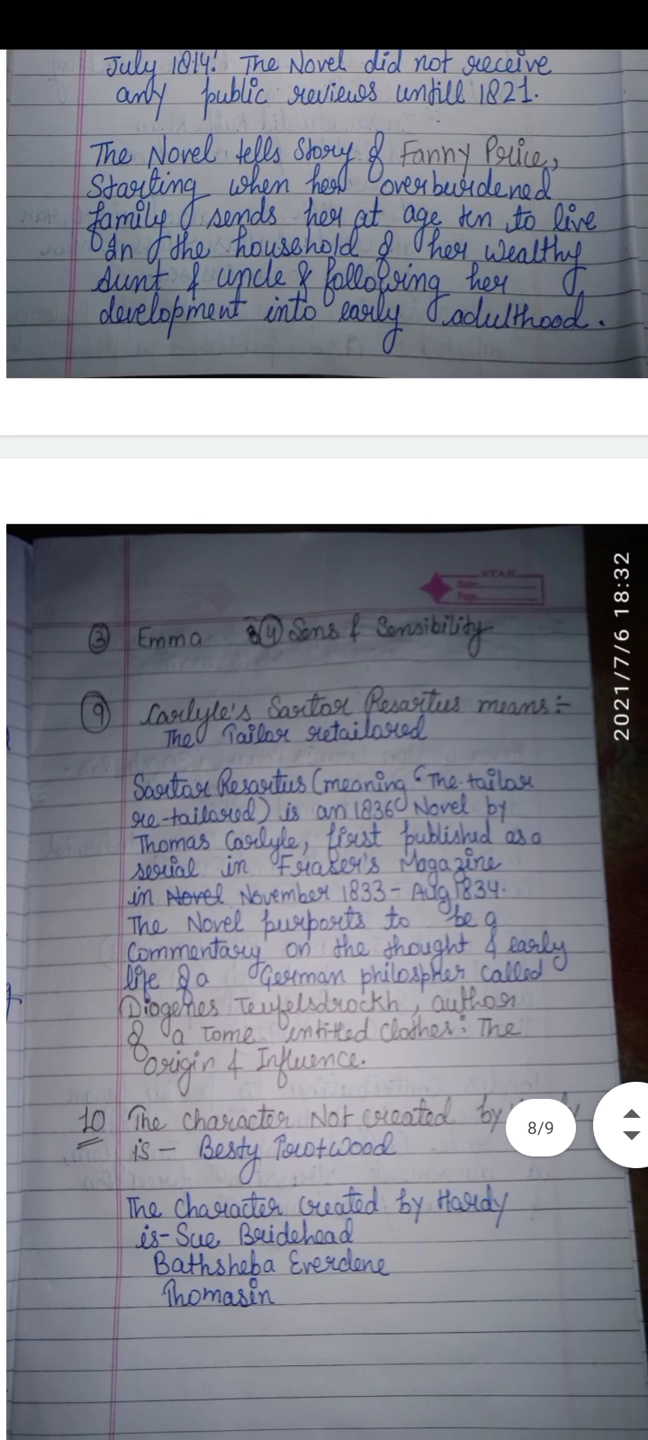 July 1814. The Novel did not receive
any public reviews untill 1821.
The Novel tells Story of Fanny Price,
Starting when her overburdened
family sends her at age ten to live
in the household of her wealthy
Aunt & uncle & following her
development into early adulthood.
STAR
Date:
Page:
③ Emma ④ Sens & Sensibility
⑨ Carlyle's Sartor Resartus means:-
The Tailor retailored
Sartor Resartus (meaning "The tailor
re-tailored) is an 1836 Novel by
Thomas Carlyle, first published as a
serial in Fraser's Magazine
in Novel November 1833 - Aug 1834.
The Novel purports to be a
Commentary on the thought & early
life of a German philospher called
Diogenes Teufelsdrockh, author
of a tome entitled clothes: The
Origin & Influence.
10 The character Not created by
is - Besty Trotwood
The character created by Hardy
is- Sue Bridehead
Bathsheba Everdene
Thomasin
8/9
2021/7/6 18:32